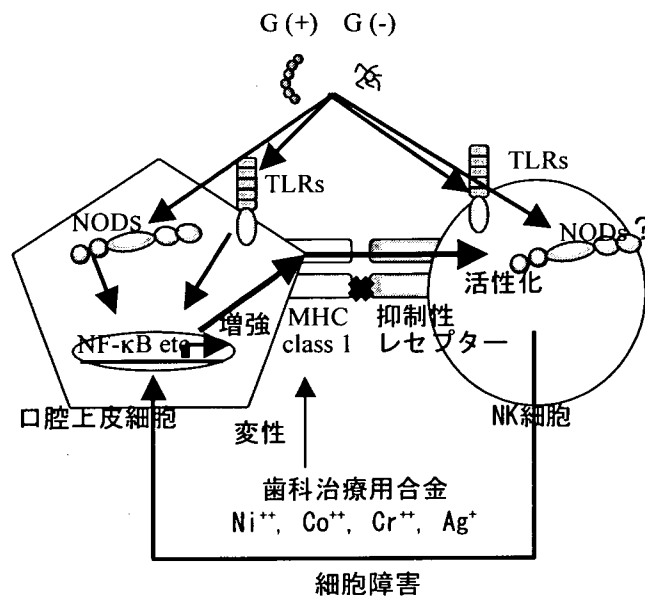 G (+) G (-)
TLRs
TLRs
NODs
NODs ?
活性化
増強
MHC
class 1
抑制性
レセプター
NF-κB etc
口腔上皮細胞
NK細胞
変性
歯科治療用合金
Ni⁺⁺, Co⁺⁺, Cr⁺⁺, Ag⁺
細胞障害